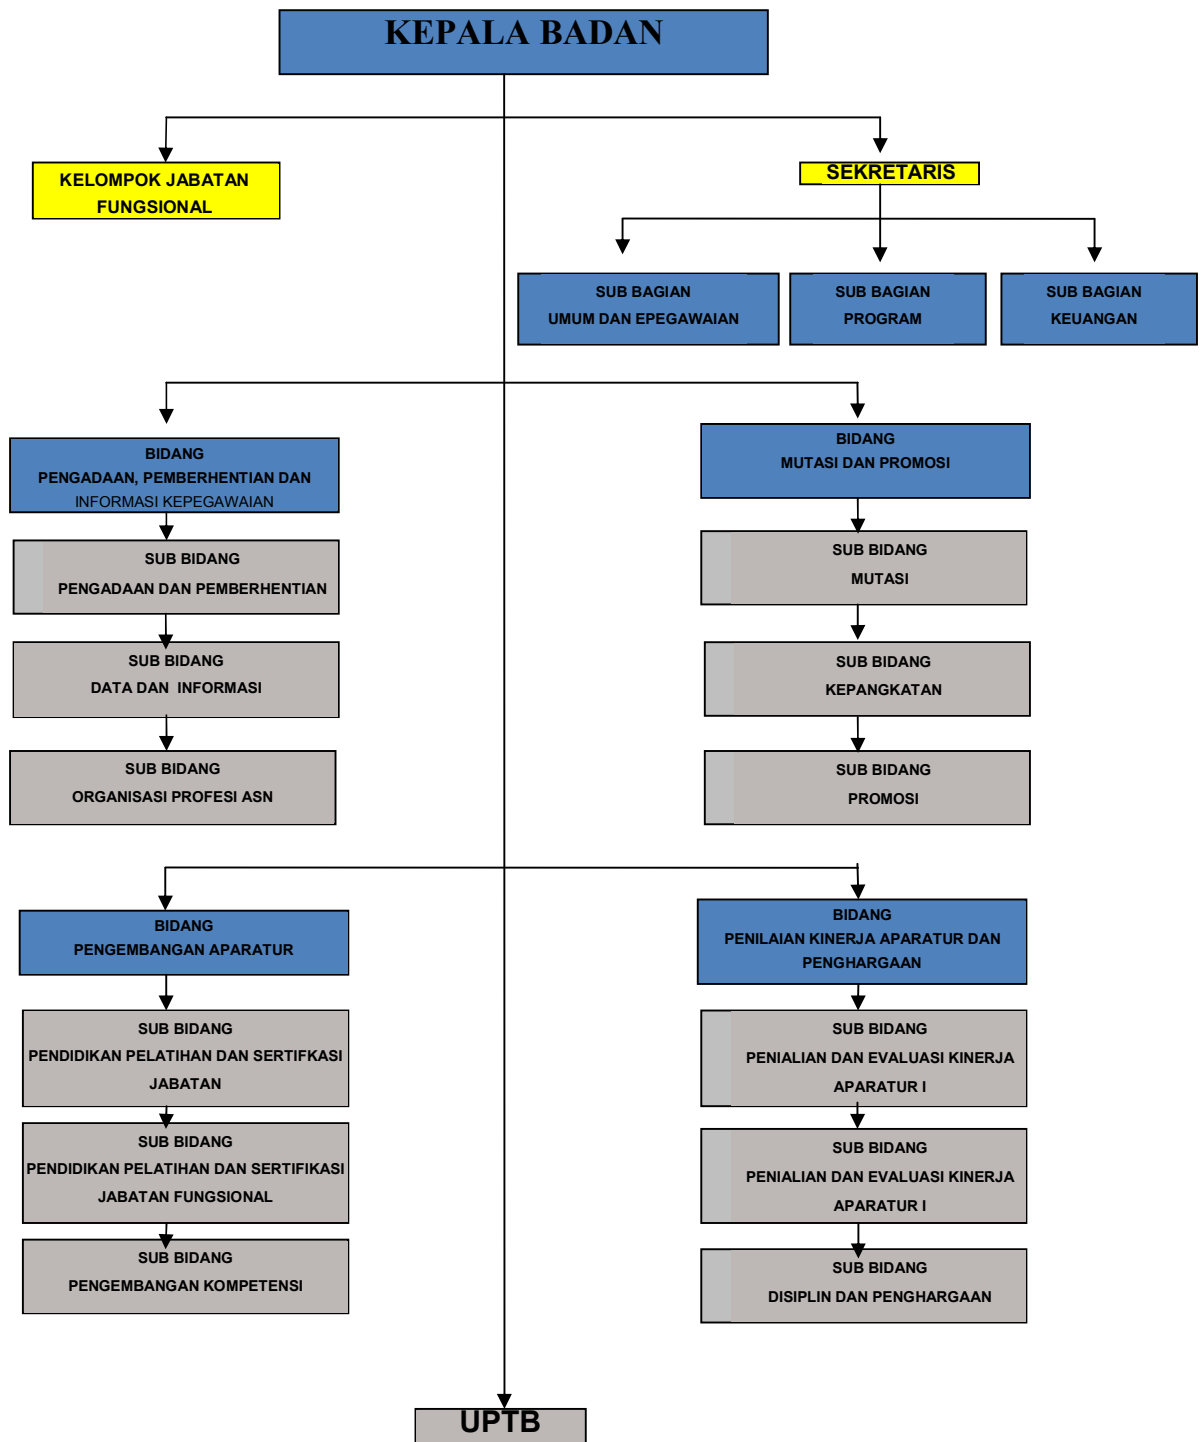 KEPALA BADAN
KELOMPOK JABATAN
FUNGSIONAL
SEKRETARIS
SUB BAGIAN
UMUM DAN EPEGAWAIAN
SUB BAGIAN
PROGRAM
SUB BAGIAN
KEUANGAN
BIDANG
PENGADAAN, PEMBERHENTIAN DAN
INFORMASI KEPEGAWAIAN
SUB BIDANG
PENGADAAN DAN PEMBERHENTIAN
SUB BIDANG
DATA DAN INFORMASI
SUB BIDANG
ORGANISASI PROFESI ASN
BIDANG
MUTASI DAN PROMOSI
SUB BIDANG
MUTASI
SUB BIDANG
KEPANGKATAN
SUB BIDANG
PROMOSI
BIDANG
PENGEMBANGAN APARATUR
SUB BIDANG
PENDIDIKAN PELATIHAN DAN SERTIFKASI
JABATAN
SUB BIDANG
PENDIDIKAN PELATIHAN DAN SERTIFIKASI
JABATAN FUNGSIONAL
SUB BIDANG
PENGEMBANGAN KOMPETENSI
BIDANG
PENILAIAN KINERJA APARATUR DAN
PENGHARGAAN
SUB BIDANG
PENIALIAN DAN EVALUASI KINERJA
APARATUR I
SUB BIDANG
PENIALIAN DAN EVALUASI KINERJA
APARATUR I
SUB BIDANG
DISIPLIN DAN PENGHARGAAN
UPTB